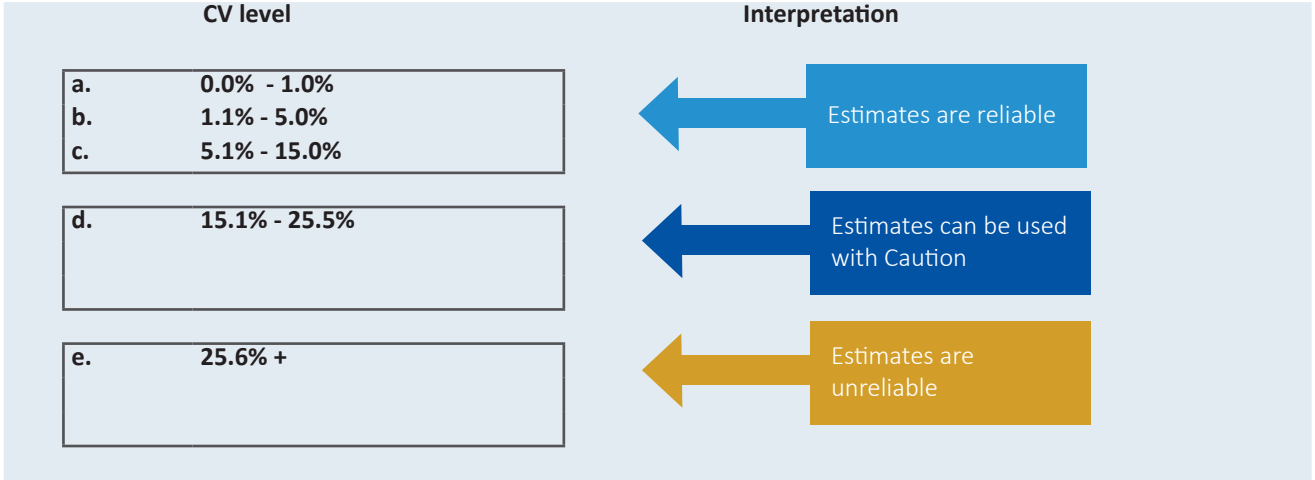 CV level Interpretation
a. 0.0% - 1.0%
b. 1.1% - 5.0%
c. 5.1% - 15.0%
Estimates are reliable
d. 15.1% - 25.5%
Estimates can be used
with Caution
e. 25.6% +
Estimates are
unreliable